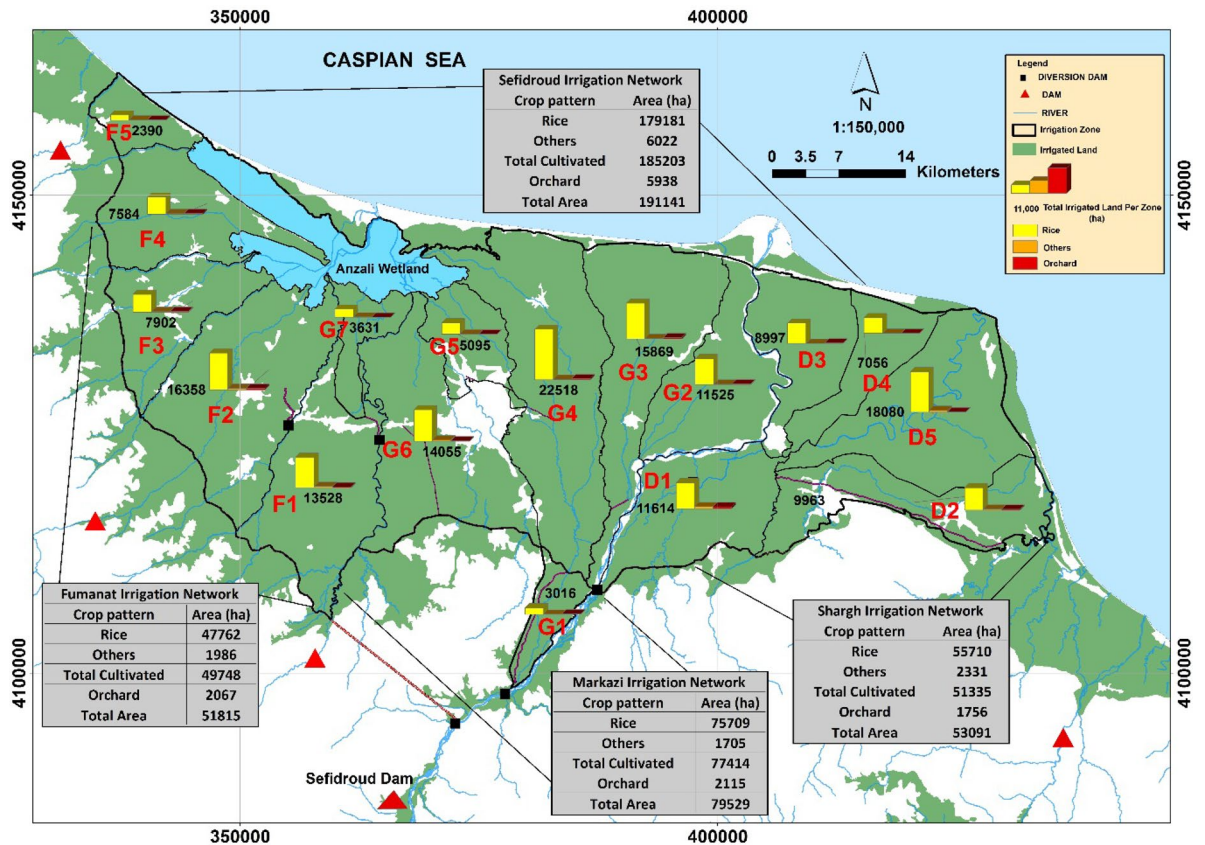 350000
400000
CASPIAN SEA
Sefidroud Irrigation Network
Crop pattern Area (ha)
Rice 179181
Others 6022
Total Cultivated 185203
Orchard 5938
Total Area 191141
N
1:150,000
0 3.5 7 14
Kilometers
Legend
DIVERSION DAM
DAM
RIVER
Irrigation Zone
Irrigated Land
11,000 Total Irrigated Land Per Zone
(ha)
Rice
Others
Orchard
4150000
4150000
F5 2390
7584
F4
Anzali Wetland
7902
F3
G7 3631
G5 5095
16358
F2
22518
G4
15869
G3
G2 11525
8997
D3
7056
D4
18080
D5
G6 14055
F1 13528
D1
11614
9963
D2
3016
G1
Fumanat Irrigation Network
Crop pattern Area (ha)
Rice 47762
Others 1986
Total Cultivated 49748
Orchard 2067
Total Area 51815
Markazi Irrigation Network
Crop pattern Area (ha)
Rice 75709
Others 1705
Total Cultivated 77414
Orchard 2115
Total Area 79529
Shargh Irrigation Network
Crop pattern Area (ha)
Rice 55710
Others 2331
Total Cultivated 51335
Orchard 1756
Total Area 53091
4100000
4100000
Sefidroud Dam
350000
400000